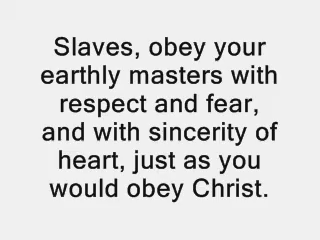 Slaves, obey your
earthly masters with
respect and fear,
and with sincerity of
heart, just as you
would obey Christ.